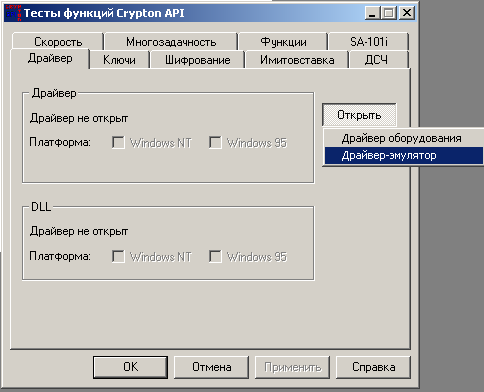 Тесты функций Crypton API
Скорость Многозадачность Функции SA-101i
Драйвер Ключи Шифрование Имитовставка ДСЧ
Драйвер
Драйвер не открыт
Платформа: Windows NT Windows 95
Открыть
Драйвер оборудования
Драйвер-эмулятор
DLL
Драйвер не открыт
Платформа: Windows NT Windows 95
OK Отмена Применить Справка